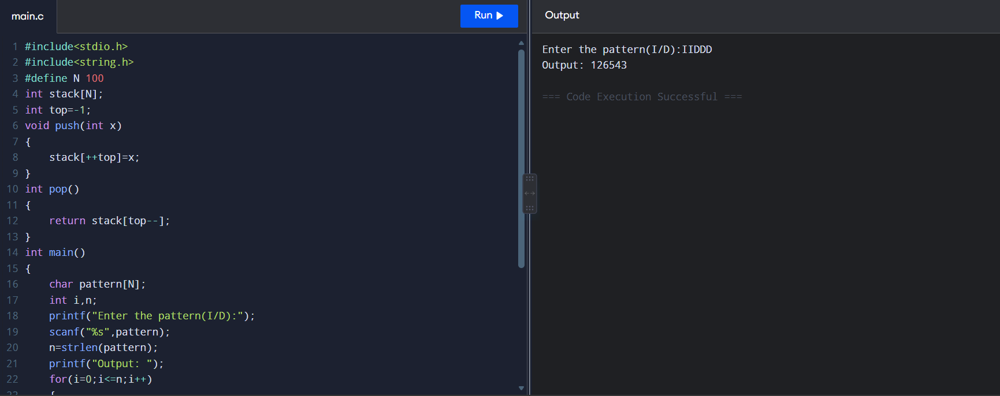 main.c
Run
Output
1 #include<stdio.h>
2 #include<string.h>
3 #define N 100
4 int stack[N];
5 int top=-1;
6 void push(int x)
7 {
8     stack[++top]=x;
9 }
10 int pop()
11 {
12     return stack[top--];
13 }
14 int main()
15 {
16     char pattern[N];
17     int i,n;
18     printf("Enter the pattern(I/D):");
19     scanf("%s",pattern);
20     n=strlen(pattern);
21     printf("Output: ");
22     for(i=0;i<=n;i++)
23     {
Enter the pattern(I/D):IIDDD
Output: 126543
=== Code Execution Successful ===